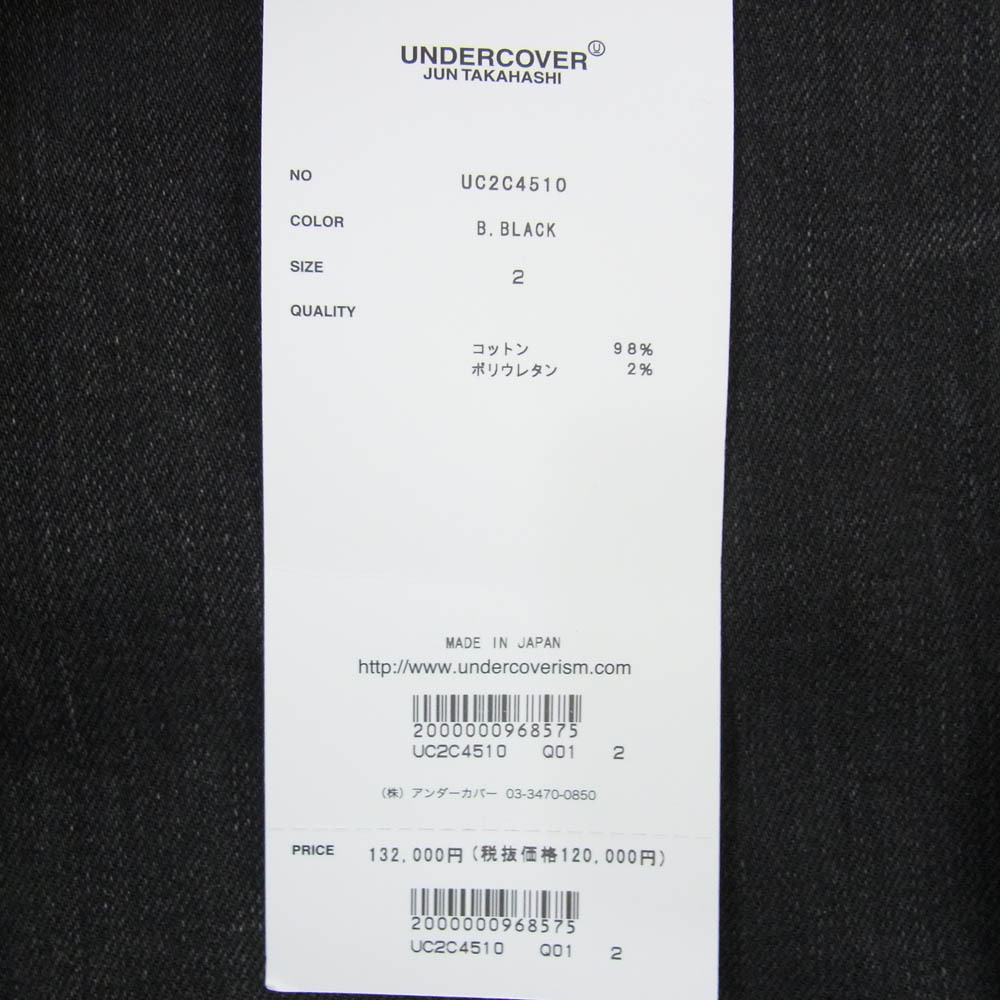 UNDERCOVER Ⓤ
JUN TAKAHASHI
NO UC2C4510
COLOR B.BLACK
SIZE 2
QUALITY
コットン 98%
ポリウレタン 2%
MADE IN JAPAN
http://www.undercoverism.com
2000000968575
UC2C4510 Q01 2
(株) アンダーカバー 03-3470-0850
PRICE 132,000円(税抜価格120,000円)
2000000968575
UC2C4510 Q01 2